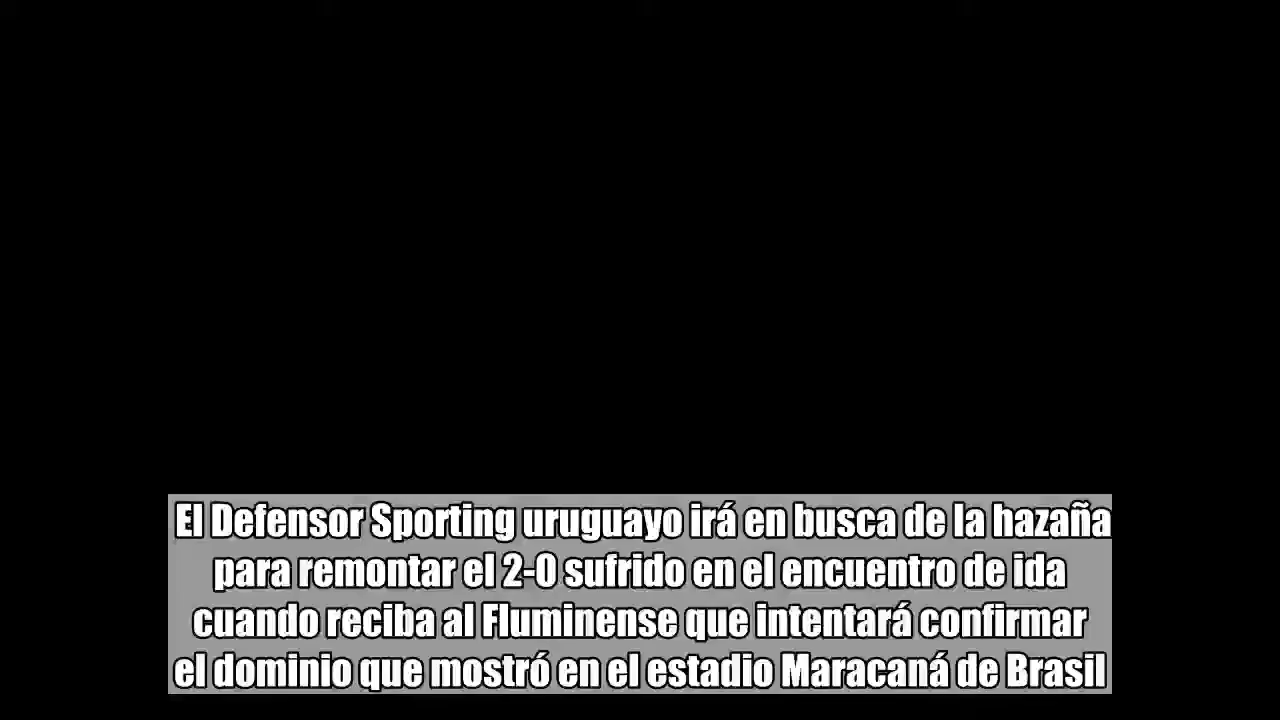 El Defensor Sporting uruguayo irá en busca de la hazaña
para remontar el 2-0 sufrido en el encuentro de ida
cuando reciba al Fluminense que intentará confirmar
el dominio que mostró en el estadio Maracaná de Brasil